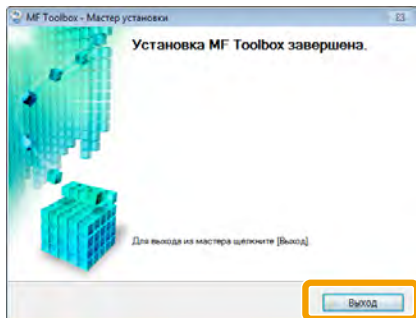 MF Toolbox - Мастер установки
Установка MF Toolbox завершена.
Для выхода из мастера щелкните [Выход]
Выход